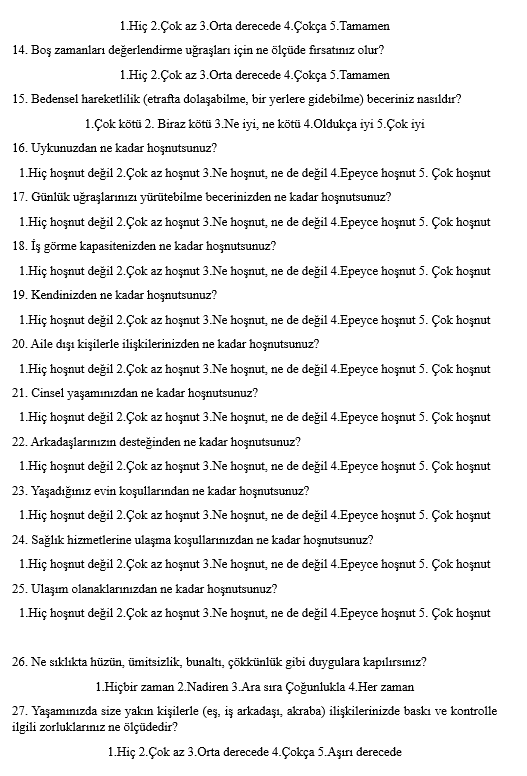 1.Hiç 2.Çok az 3.Orta derecede 4.Çokça 5.Tamamen
14. Boş zamanları değerlendirme uğraşları için ne ölçüde fırsatınız olur?
1.Hiç 2.Çok az 3.Orta derecede 4.Çokça 5.Tamamen
15. Bedensel hareketlilik (etrafta dolaşabilme, bir yerlere gidebilme) beceriniz nasıldır?
1.Çok kötü 2. Biraz kötü 3.Ne iyi, ne kötü 4.Oldukça iyi 5.Çok iyi
16. Uykunuzdan ne kadar hoşnutsunuz?
1.Hiç hoşnut değil 2.Çok az hoşnut 3.Ne hoşnut, ne de değil 4.Epeyce hoşnut 5. Çok hoşnut
17. Günlük uğraşlarınızı yürütebilme becerinizden ne kadar hoşnutsunuz?
1.Hiç hoşnut değil 2.Çok az hoşnut 3.Ne hoşnut, ne de değil 4.Epeyce hoşnut 5. Çok hoşnut
18. İş görme kapasitenizden ne kadar hoşnutsunuz?
1.Hiç hoşnut değil 2.Çok az hoşnut 3.Ne hoşnut, ne de değil 4.Epeyce hoşnut 5. Çok hoşnut
19. Kendinizden ne kadar hoşnutsunuz?
1.Hiç hoşnut değil 2.Çok az hoşnut 3.Ne hoşnut, ne de değil 4.Epeyce hoşnut 5. Çok hoşnut
20. Aile dışı kişilerle ilişkilerinizden ne kadar hoşnutsunuz?
1.Hiç hoşnut değil 2.Çok az hoşnut 3.Ne hoşnut, ne de değil 4.Epeyce hoşnut 5. Çok hoşnut
21. Cinsel yaşamınızdan ne kadar hoşnutsunuz?
1.Hiç hoşnut değil 2.Çok az hoşnut 3.Ne hoşnut, ne de değil 4.Epeyce hoşnut 5. Çok hoşnut
22. Arkadaşlarınızın desteğinden ne kadar hoşnutsunuz?
1.Hiç hoşnut değil 2.Çok az hoşnut 3.Ne hoşnut, ne de değil 4.Epeyce hoşnut 5. Çok hoşnut
23. Yaşadığınız evin koşullarından ne kadar hoşnutsunuz?
1.Hiç hoşnut değil 2.Çok az hoşnut 3.Ne hoşnut, ne de değil 4.Epeyce hoşnut 5. Çok hoşnut
24. Sağlık hizmetlerine ulaşma koşullarınızdan ne kadar hoşnutsunuz?
1.Hiç hoşnut değil 2.Çok az hoşnut 3.Ne hoşnut, ne de değil 4.Epeyce hoşnut 5. Çok hoşnut
25. Ulaşım olanaklarınızdan ne kadar hoşnutsunuz?
1.Hiç hoşnut değil 2.Çok az hoşnut 3.Ne hoşnut, ne de değil 4.Epeyce hoşnut 5. Çok hoşnut
26. Ne sıklıkta hüzün, ümitsizlik, bunaltı, çökkünlük gibi duygulara kapılırsınız?
1.Hiçbir zaman 2.Nadiren 3.Ara sıra Çoğunlukla 4.Her zaman
27. Yaşamınızda size yakın kişilerle (eş, iş arkadaşı, akraba) ilişkilerinizde baskı ve kontrolle
ilgili zorluklarınız ne ölçüdedir?
1.Hiç 2.Çok az 3.Orta derecede 4.Çokça 5.Aşırı derecede